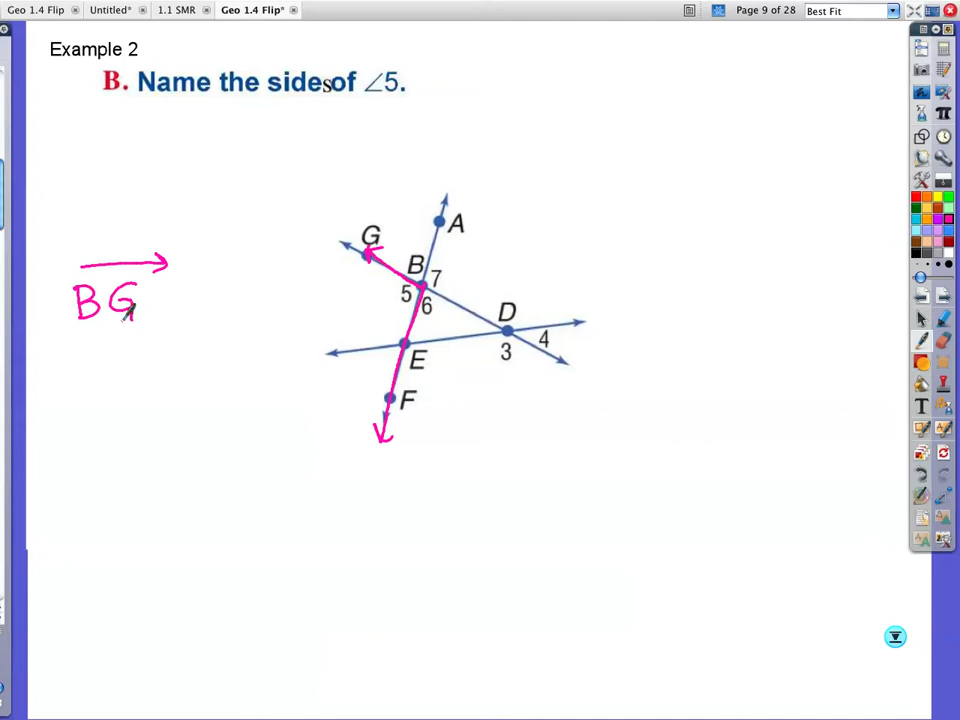 Geo 1.4 Flip Untitled* 1.1 SMR Geo 1.4 Flip* Page 9 of 28 Best Fit
Example 2
B. Name the sides of ∠5.
A
G
B 7
5 6
D
4
3
E
F
BG
T